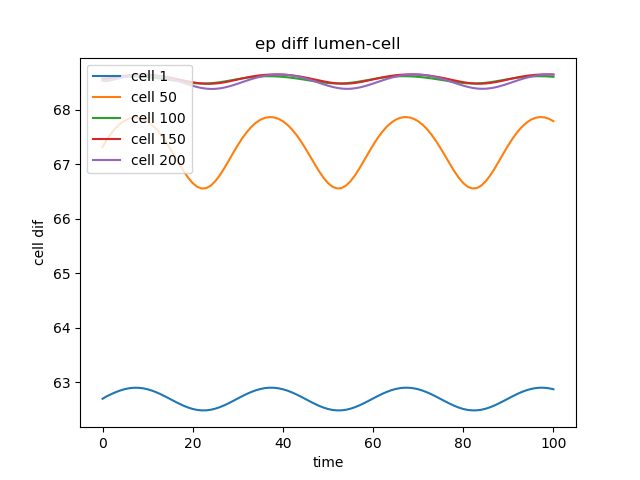 ep diff lumen-cell
cell 1
cell 50
cell 100
cell 150
cell 200
68
67
66
65
64
63
cell dif
0 20 40 60 80 100
time